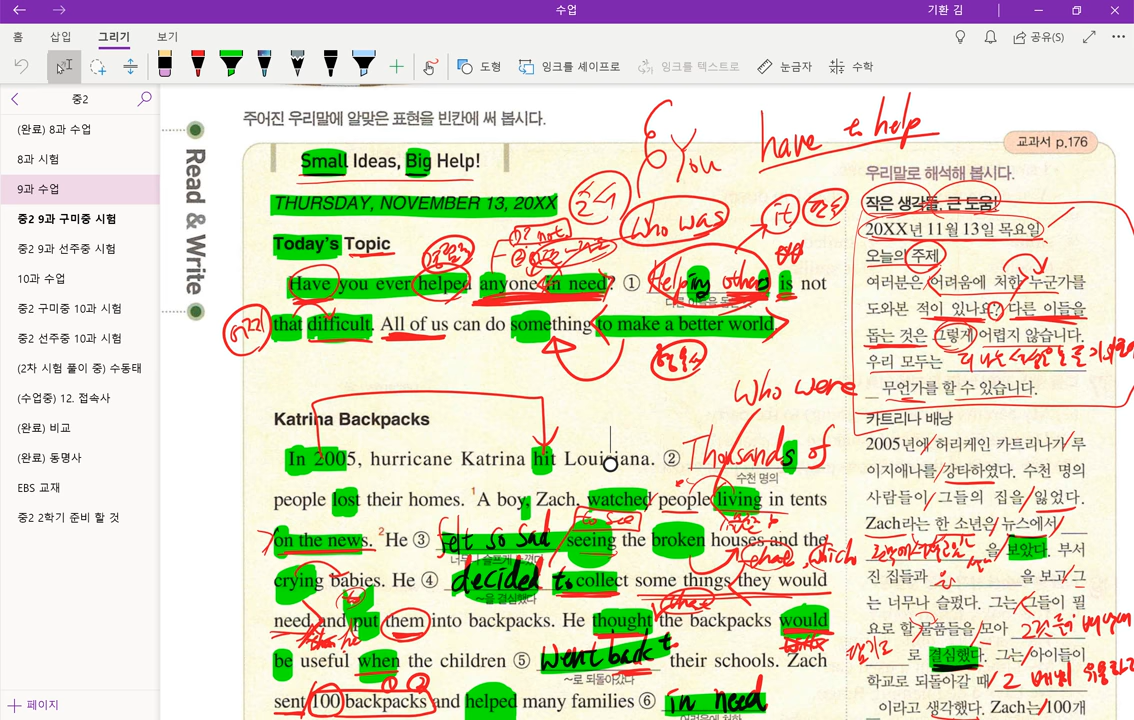 수업
기환 김
홈 삽입 그리기 보기
공유(S)
도형 잉크를 셰이프로 잉크를 텍스트로 눈금자 수학
중2
(완료) 8과 수업
8과 시험
9과 수업
중2 9과 구미중 시험
중2 9과 선주중 시험
10과 수업
중2 구미중 10과 시험
중2 선주중 10과 시험
(2차 시험 풀이 중) 수동태
(수업중) 12. 접속사
(완료) 비교
(완료) 동명사
EBS 교재
중2 2학기 준비 할 것
페이지
Read & Write
주어진 우리말에 알맞은 표현을 빈칸에 써 봅시다.
You have to help
Small Ideas, Big Help!
THURSDAY, NOVEMBER 13, 20XX
who was
it
Today's Topic
not
Have you ever helped anyone in need? ① Helping others is not
that difficult. All of us can do something to make a better world.
who were
Katrina Backpacks
In 2005, hurricane Katrina hit Louisiana. ② Thousands of
수천 명의
people lost their homes. 1 A boy, Zach, watched people living in tents
to see
on the news. 2 He ③ felt so sad seeing the broken houses and the
which
crying babies. He ④ decided to collect some things they would
~을 결심했다
need and put them into backpacks. He thought the backpacks would
be useful when the children ⑤ went back to their schools. Zach
~로 되돌아갔다
sent 100 backpacks and helped many families ⑥ in need
① ②
교과서 p.176
우리말로 해석해 봅시다.
작은 생각들, 큰 도움!
20XX년 11월 13일 목요일
오늘의 주제
여러분은 어려움에 처한 누군가를
도와본 적이 있나요? 다른 이들을
돕는 것은 그렇게 어렵지 않습니다.
우리 모두는
무언가를 할 수 있습니다.
카트리나 배낭
2005년에 허리케인 카트리나가 루
이지애나를 강타하였다. 수천 명의
사람들이 그들의 집을 잃었다.
Zach라는 한 소년은 뉴스에서
을 보았다. 부서
진 집들과 을 보고 그
는 너무나 슬펐다. 그는 그들이 필
요로 할 물품들을 모아
로 결심했다. 그는 아이들이
학교로 되돌아갈 때
이라고 생각했다. Zach는 100개